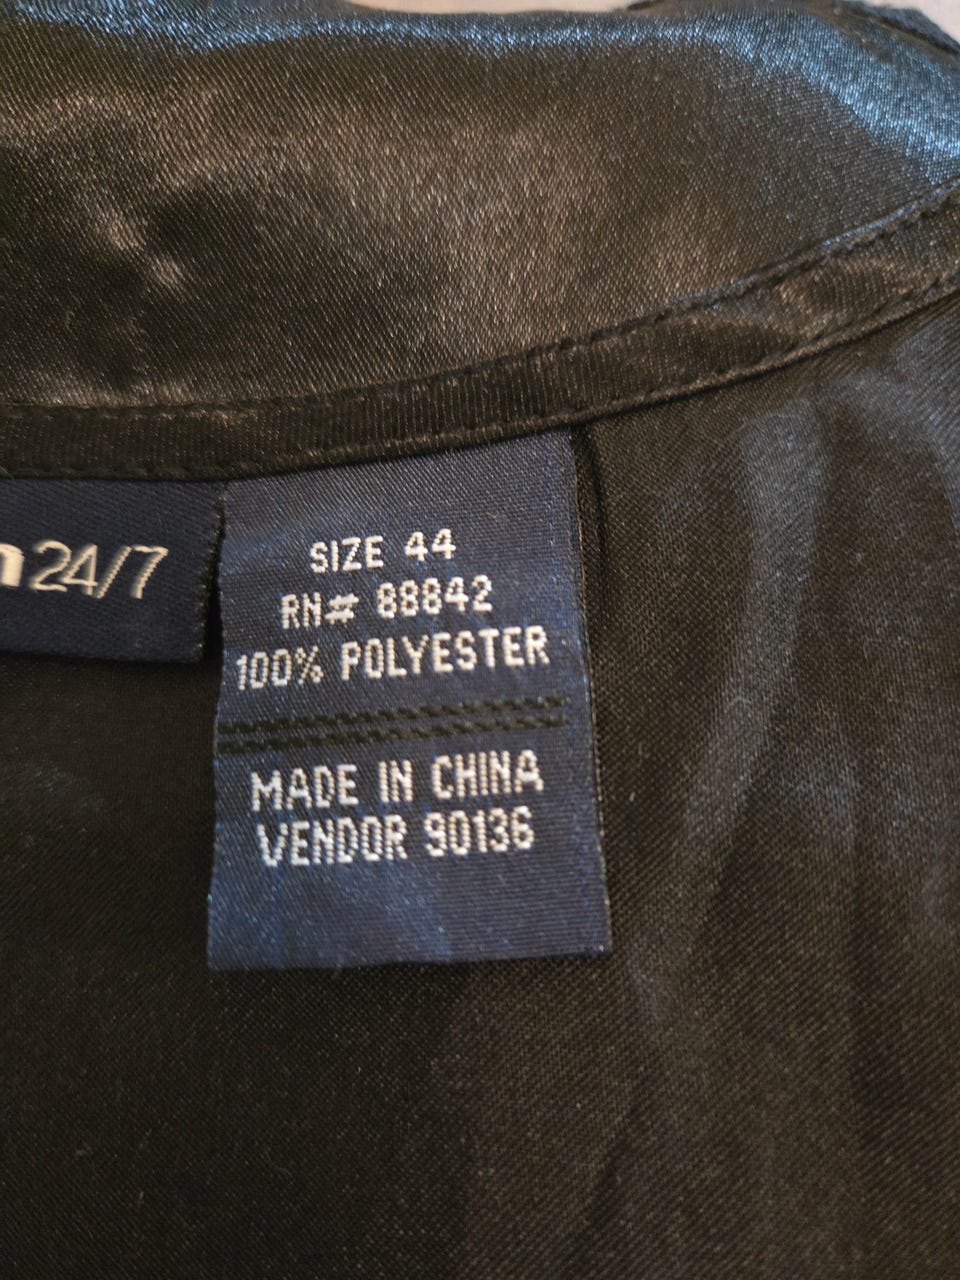 24/7
SIZE 44
RN# 88842
100% POLYESTER
MADE IN CHINA
VENDOR 90136